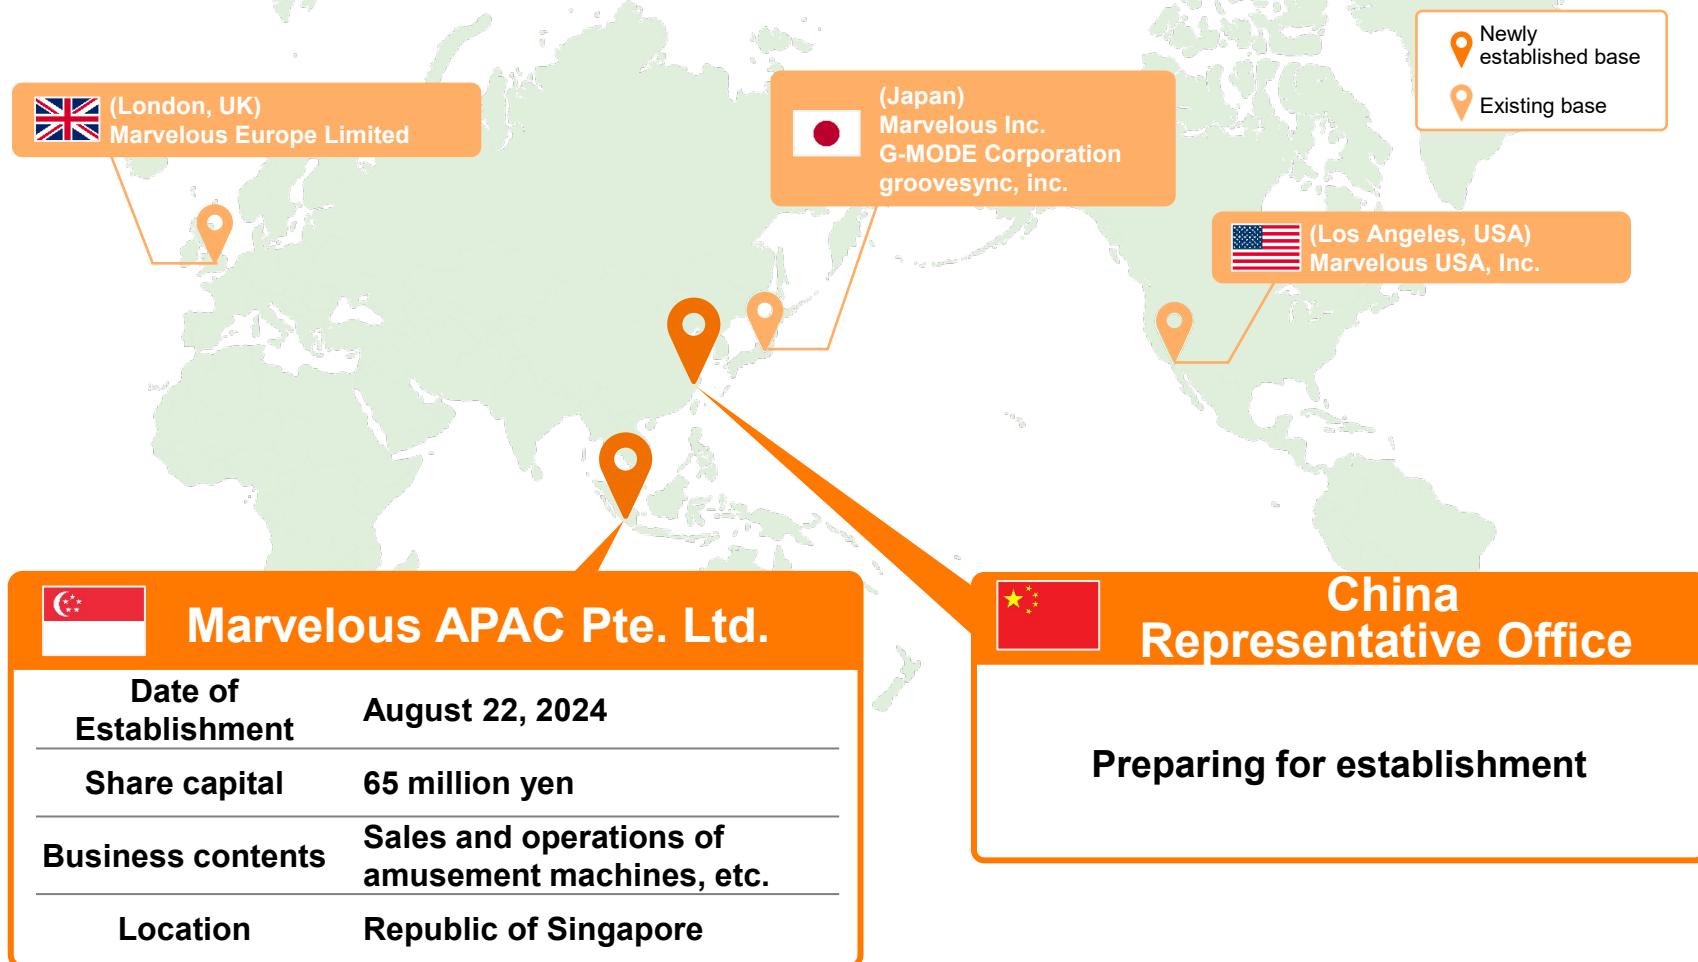 Newly
established base
Existing base
(London, UK)
Marvelous Europe Limited
(Japan)
Marvelous Inc.
G-MODE Corporation
groovesync, inc.
(Los Angeles, USA)
Marvelous USA, Inc.
Marvelous APAC Pte. Ltd.
Date of
Establishment
August 22, 2024
Share capital
65 million yen
Business contents
Sales and operations of
amusement machines, etc.
Location
Republic of Singapore
China
Representative Office
Preparing for establishment